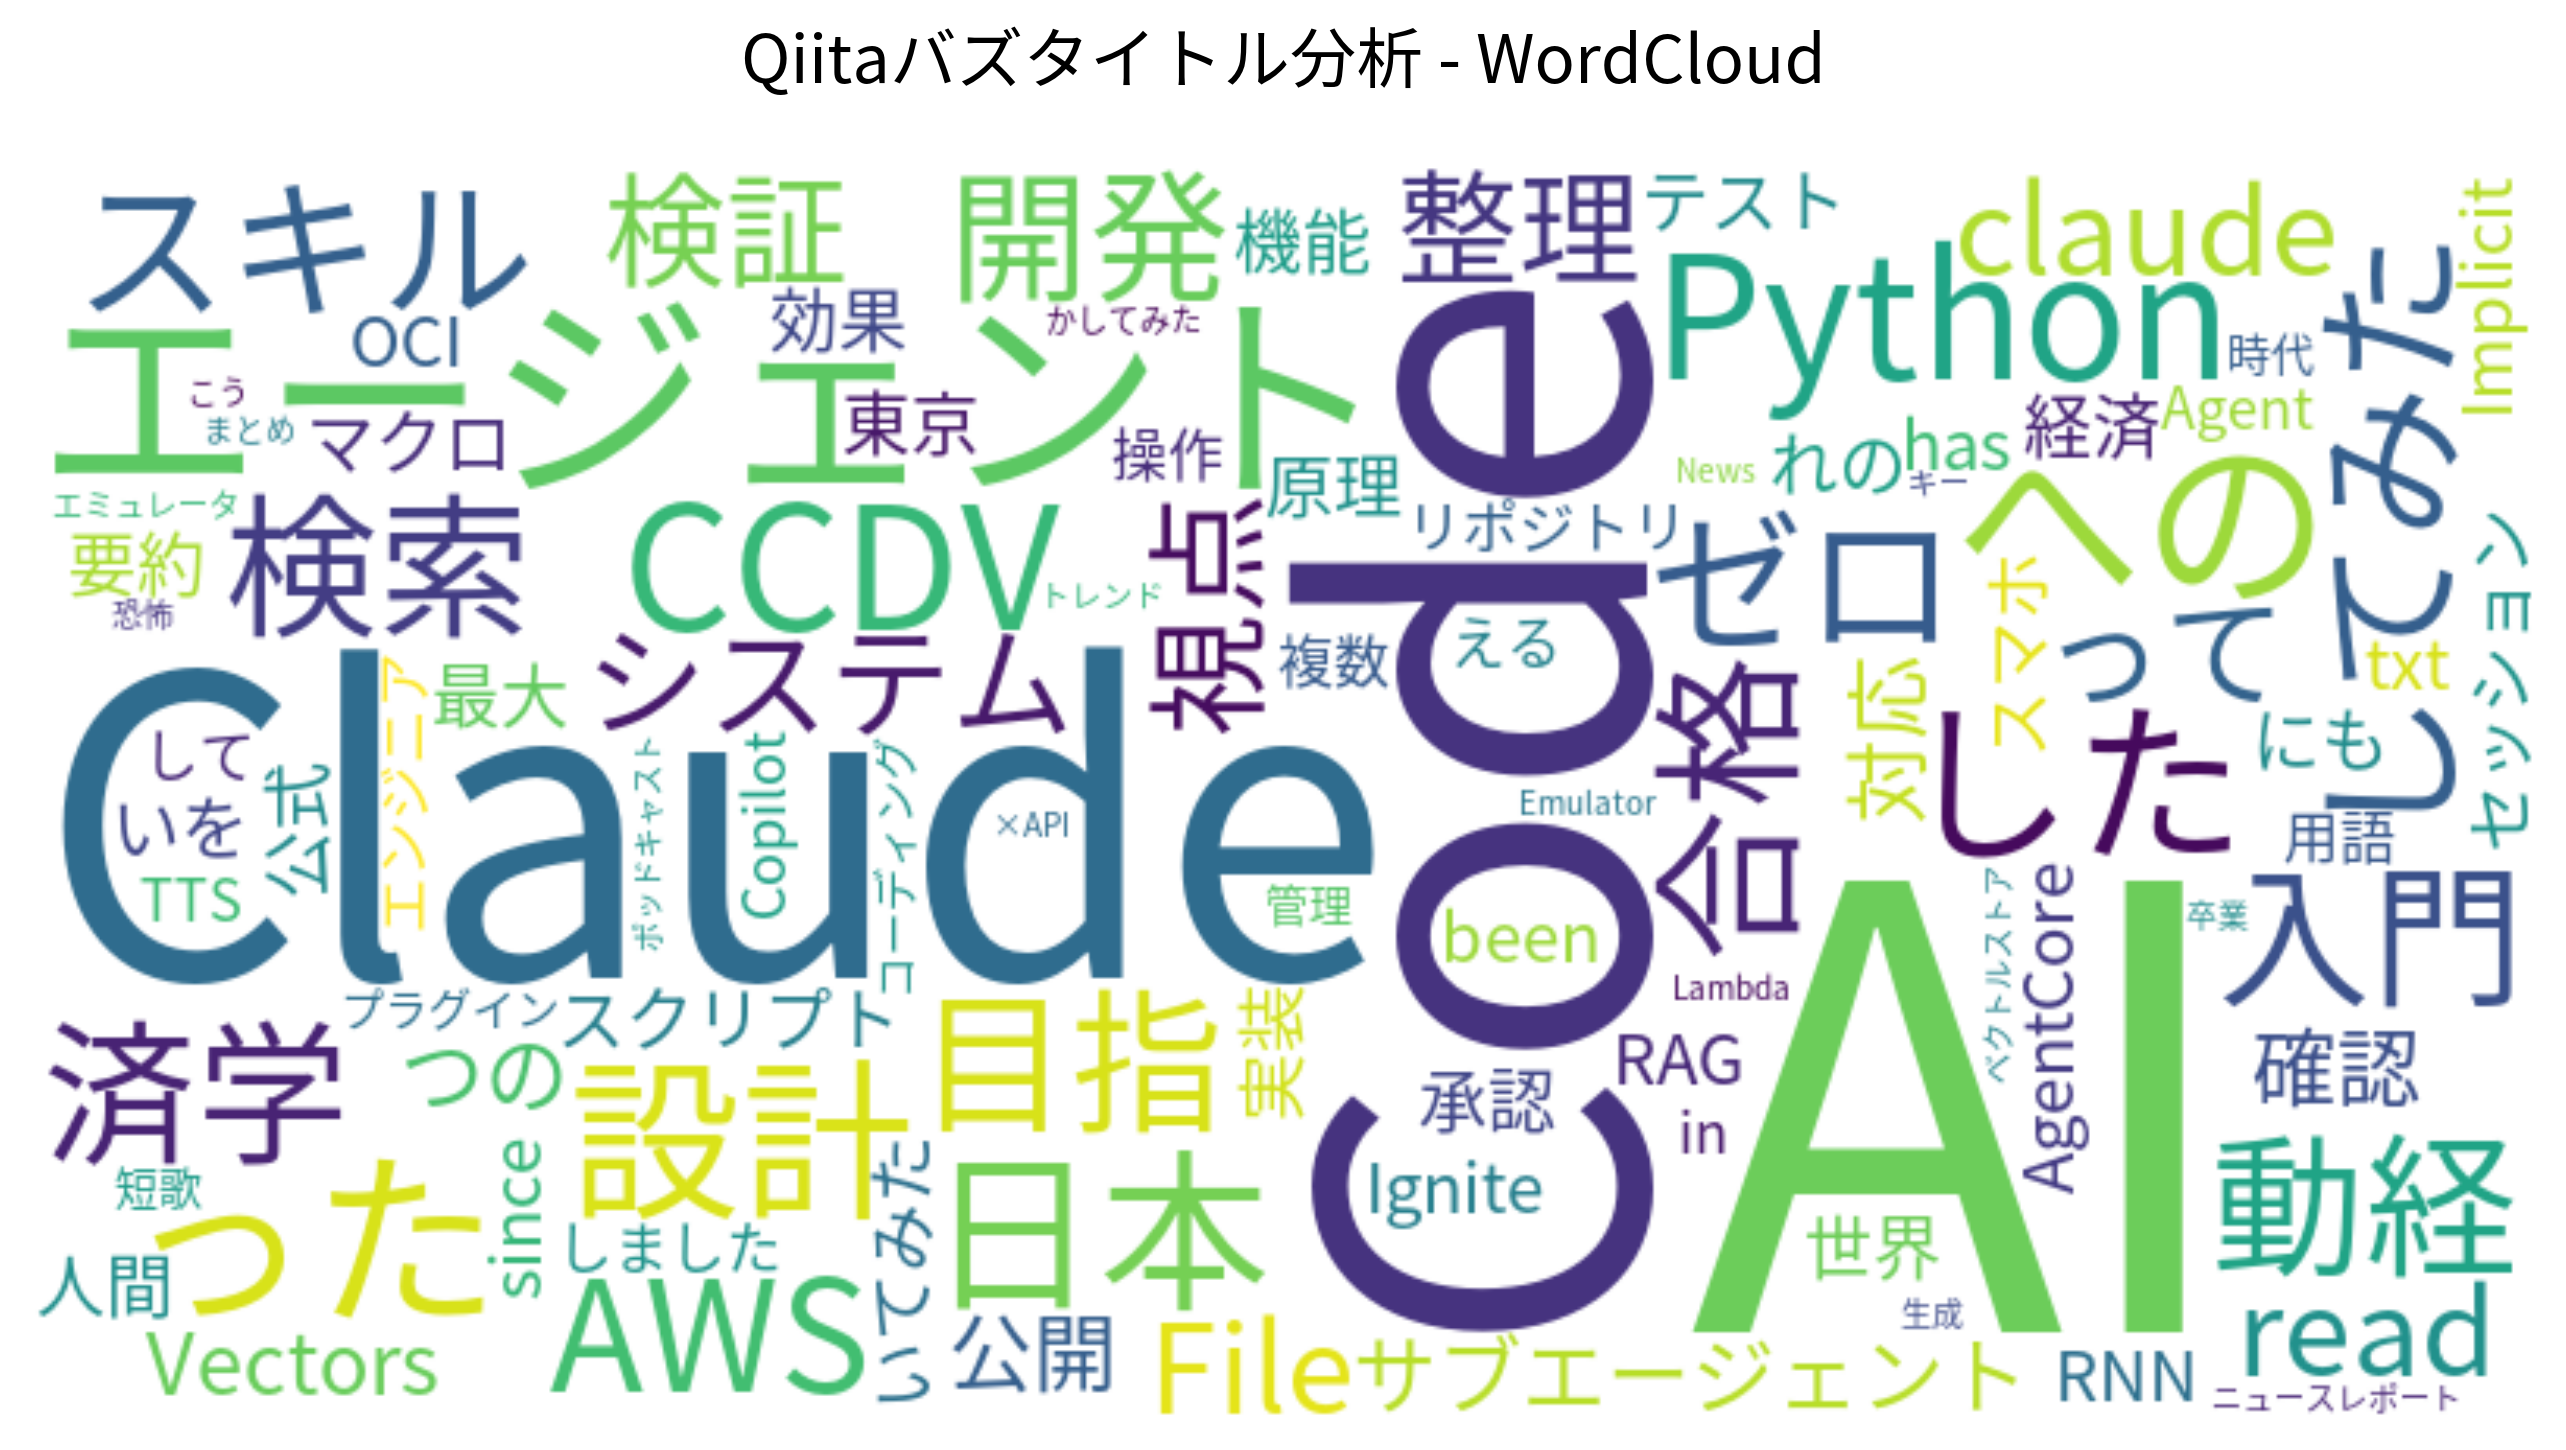 Qiitaバズタイトル分析 - WordCloud
スキル
検証
開発
機能
整理
テスト
claude
Implicit
エージェント
OCI
効果
かしてみた
Python
時代
してみた
こう
まとめ
マクロ
東京
操作
原理
News
れの
has
キー
経済
Agent
エミュレータ
要約
恐怖
検索
CCDV
トレンド
視点
リポジトリ
ゼロ
への
スマホ
セッション
Claude
Code
エンジニア
最大
システム
複数
える
合格
対応
した
って
txt
にも
して
いを
TTS
公式
ポッドキャスト
Copilot
コーディング
×API
管理
Emulator
been
用語
AI
ベクトルストア
AgentCore
卒業
入門
済学
プラグイン
スクリプト
目指
実装
Lambda
RAG
in
承認
確認
つの
設計
短歌
った
since
しました
いてみた
日本
Ignite
世界
生成
動経
人間
Vectors
AWS
公開
File
サブエージェント
RNN
read
ニュースレポート